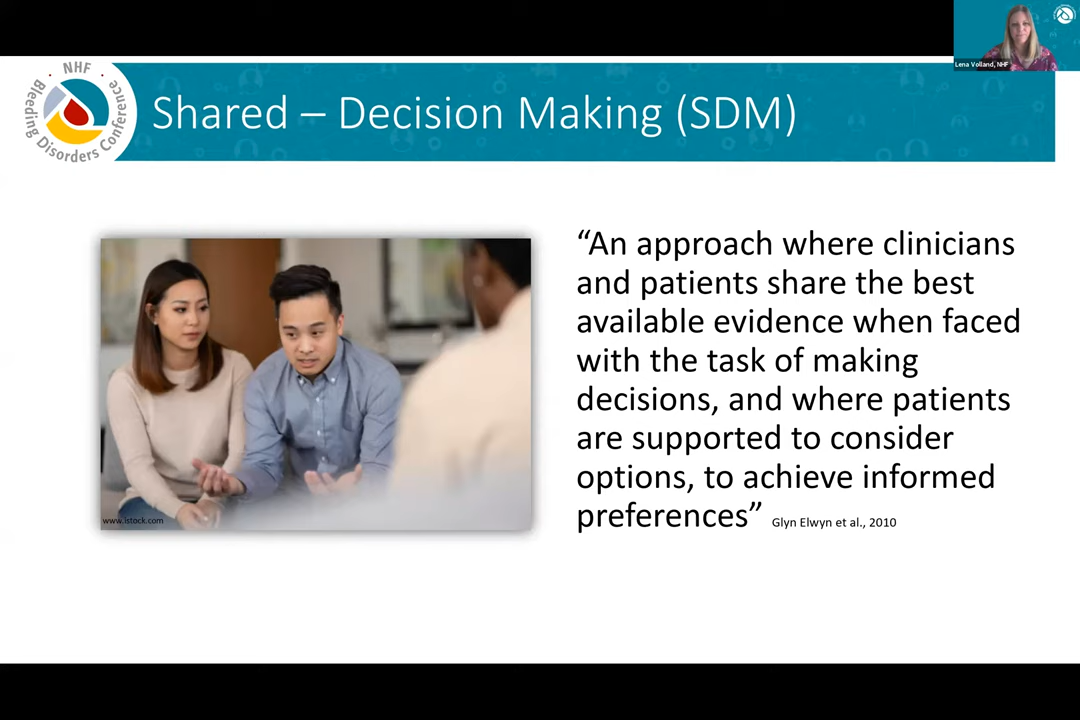 Lena Volland, NHF
· NHF ·
Bleeding Disorders Conference
Shared – Decision Making (SDM)
“An approach where clinicians
and patients share the best
available evidence when faced
with the task of making
decisions, and where patients
are supported to consider
options, to achieve informed
preferences” Glyn Elwyn et al., 2010
www.istock.com